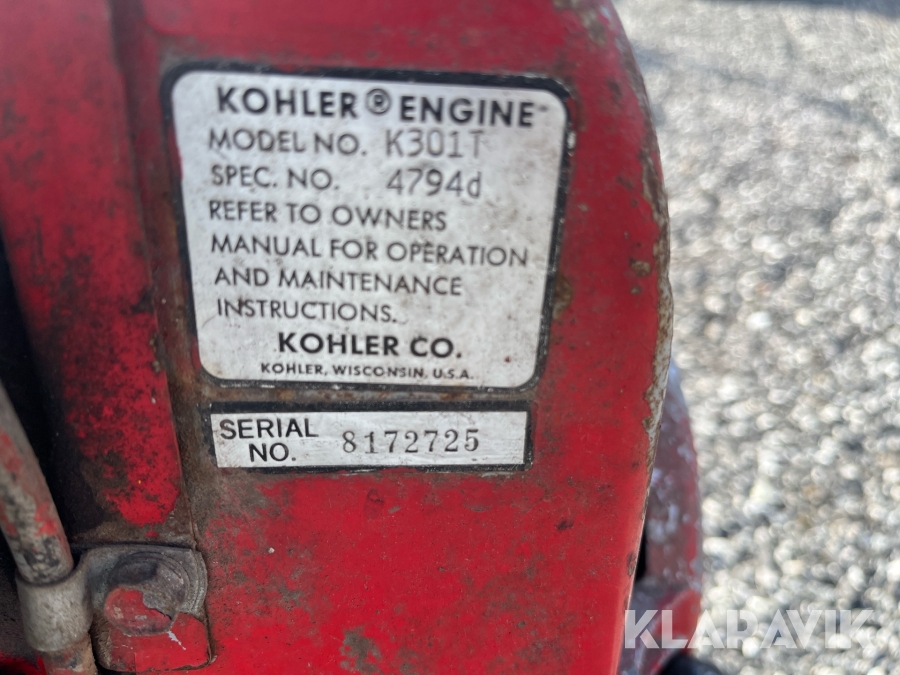 KOHLER® ENGINE™
MODEL NO. K301T
SPEC. NO. 4794d
REFER TO OWNERS
MANUAL FOR OPERATION
AND MAINTENANCE
INSTRUCTIONS.
KOHLER CO.
KOHLER, WISCONSIN, U.S.A.
SERIAL
NO. 8172725
KLARAVIK